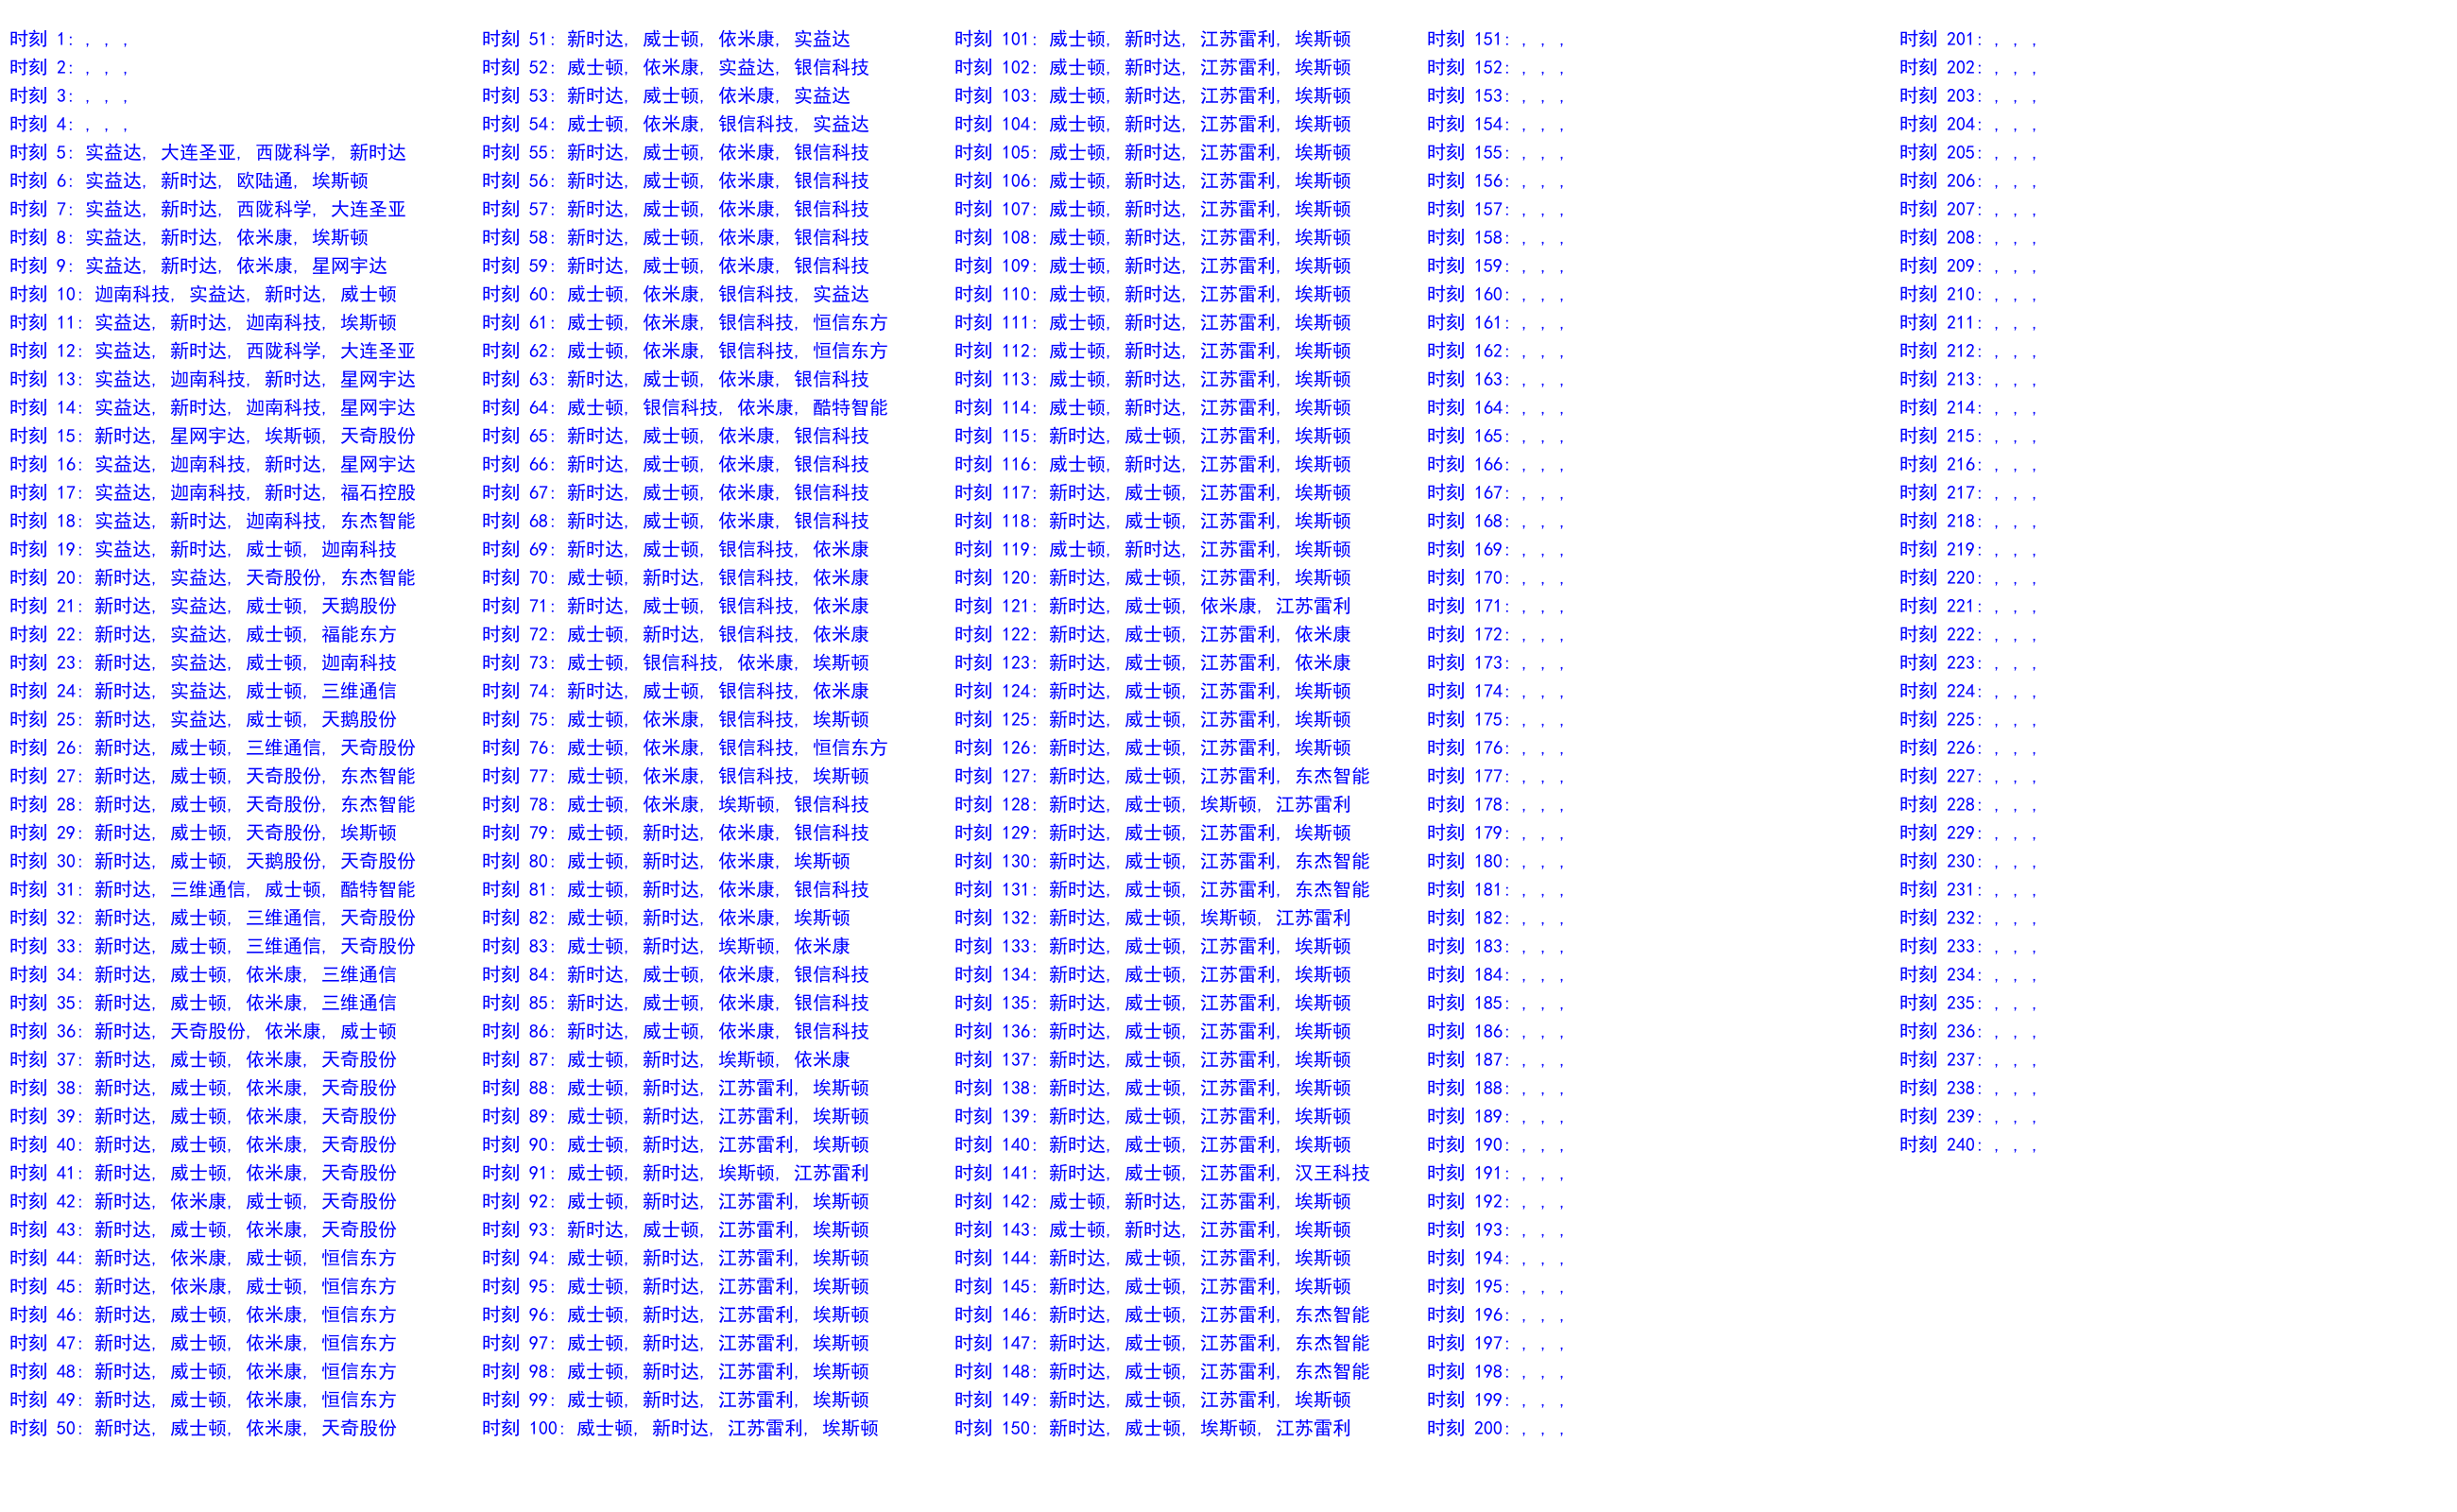 时刻 1: , , ,
时刻 2: , , ,
时刻 3: , , ,
时刻 4: , , ,
时刻 5: 实益达, 大连圣亚, 西陇科学, 新时达
时刻 6: 实益达, 新时达, 欧陆通, 埃斯顿
时刻 7: 实益达, 新时达, 西陇科学, 大连圣亚
时刻 8: 实益达, 新时达, 依米康, 埃斯顿
时刻 9: 实益达, 新时达, 依米康, 星网宇达
时刻 10: 迦南科技, 实益达, 新时达, 威士顿
时刻 11: 实益达, 新时达, 迦南科技, 埃斯顿
时刻 12: 实益达, 新时达, 西陇科学, 大连圣亚
时刻 13: 实益达, 迦南科技, 新时达, 星网宇达
时刻 14: 实益达, 新时达, 迦南科技, 星网宇达
时刻 15: 新时达, 星网宇达, 埃斯顿, 天奇股份
时刻 16: 实益达, 迦南科技, 新时达, 星网宇达
时刻 17: 实益达, 迦南科技, 新时达, 福石控股
时刻 18: 实益达, 新时达, 迦南科技, 东杰智能
时刻 19: 实益达, 新时达, 威士顿, 迦南科技
时刻 20: 新时达, 实益达, 天奇股份, 东杰智能
时刻 21: 新时达, 实益达, 威士顿, 天鹅股份
时刻 22: 新时达, 实益达, 威士顿, 福能东方
时刻 23: 新时达, 实益达, 威士顿, 迦南科技
时刻 24: 新时达, 实益达, 威士顿, 三维通信
时刻 25: 新时达, 实益达, 威士顿, 天鹅股份
时刻 26: 新时达, 威士顿, 三维通信, 天奇股份
时刻 27: 新时达, 威士顿, 天奇股份, 东杰智能
时刻 28: 新时达, 威士顿, 天奇股份, 东杰智能
时刻 29: 新时达, 威士顿, 天奇股份, 埃斯顿
时刻 30: 新时达, 威士顿, 天鹅股份, 天奇股份
时刻 31: 新时达, 三维通信, 威士顿, 酷特智能
时刻 32: 新时达, 威士顿, 三维通信, 天奇股份
时刻 33: 新时达, 威士顿, 三维通信, 天奇股份
时刻 34: 新时达, 威士顿, 依米康, 三维通信
时刻 35: 新时达, 威士顿, 依米康, 三维通信
时刻 36: 新时达, 天奇股份, 依米康, 威士顿
时刻 37: 新时达, 威士顿, 依米康, 天奇股份
时刻 38: 新时达, 威士顿, 依米康, 天奇股份
时刻 39: 新时达, 威士顿, 依米康, 天奇股份
时刻 40: 新时达, 威士顿, 依米康, 天奇股份
时刻 41: 新时达, 威士顿, 依米康, 天奇股份
时刻 42: 新时达, 依米康, 威士顿, 天奇股份
时刻 43: 新时达, 威士顿, 依米康, 天奇股份
时刻 44: 新时达, 依米康, 威士顿, 恒信东方
时刻 45: 新时达, 依米康, 威士顿, 恒信东方
时刻 46: 新时达, 威士顿, 依米康, 恒信东方
时刻 47: 新时达, 威士顿, 依米康, 恒信东方
时刻 48: 新时达, 威士顿, 依米康, 恒信东方
时刻 49: 新时达, 威士顿, 依米康, 恒信东方
时刻 50: 新时达, 威士顿, 依米康, 天奇股份
时刻 51: 新时达, 威士顿, 依米康, 实益达
时刻 52: 威士顿, 依米康, 实益达, 银信科技
时刻 53: 新时达, 威士顿, 依米康, 实益达
时刻 54: 威士顿, 依米康, 银信科技, 实益达
时刻 55: 新时达, 威士顿, 依米康, 银信科技
时刻 56: 新时达, 威士顿, 依米康, 银信科技
时刻 57: 新时达, 威士顿, 依米康, 银信科技
时刻 58: 新时达, 威士顿, 依米康, 银信科技
时刻 59: 新时达, 威士顿, 依米康, 银信科技
时刻 60: 威士顿, 依米康, 银信科技, 实益达
时刻 61: 威士顿, 依米康, 银信科技, 恒信东方
时刻 62: 威士顿, 依米康, 银信科技, 恒信东方
时刻 63: 新时达, 威士顿, 依米康, 银信科技
时刻 64: 威士顿, 银信科技, 依米康, 酷特智能
时刻 65: 新时达, 威士顿, 依米康, 银信科技
时刻 66: 新时达, 威士顿, 依米康, 银信科技
时刻 67: 新时达, 威士顿, 依米康, 银信科技
时刻 68: 新时达, 威士顿, 依米康, 银信科技
时刻 69: 新时达, 威士顿, 银信科技, 依米康
时刻 70: 威士顿, 新时达, 银信科技, 依米康
时刻 71: 新时达, 威士顿, 银信科技, 依米康
时刻 72: 威士顿, 新时达, 银信科技, 依米康
时刻 73: 威士顿, 银信科技, 依米康, 埃斯顿
时刻 74: 新时达, 威士顿, 银信科技, 依米康
时刻 75: 威士顿, 依米康, 银信科技, 埃斯顿
时刻 76: 威士顿, 依米康, 银信科技, 恒信东方
时刻 77: 威士顿, 依米康, 银信科技, 埃斯顿
时刻 78: 威士顿, 依米康, 埃斯顿, 银信科技
时刻 79: 威士顿, 新时达, 依米康, 银信科技
时刻 80: 威士顿, 新时达, 依米康, 埃斯顿
时刻 81: 威士顿, 新时达, 依米康, 银信科技
时刻 82: 威士顿, 新时达, 依米康, 埃斯顿
时刻 83: 威士顿, 新时达, 埃斯顿, 依米康
时刻 84: 新时达, 威士顿, 依米康, 银信科技
时刻 85: 新时达, 威士顿, 依米康, 银信科技
时刻 86: 新时达, 威士顿, 依米康, 银信科技
时刻 87: 威士顿, 新时达, 埃斯顿, 依米康
时刻 88: 威士顿, 新时达, 江苏雷利, 埃斯顿
时刻 89: 威士顿, 新时达, 江苏雷利, 埃斯顿
时刻 90: 威士顿, 新时达, 江苏雷利, 埃斯顿
时刻 91: 威士顿, 新时达, 埃斯顿, 江苏雷利
时刻 92: 威士顿, 新时达, 江苏雷利, 埃斯顿
时刻 93: 新时达, 威士顿, 江苏雷利, 埃斯顿
时刻 94: 威士顿, 新时达, 江苏雷利, 埃斯顿
时刻 95: 威士顿, 新时达, 江苏雷利, 埃斯顿
时刻 96: 威士顿, 新时达, 江苏雷利, 埃斯顿
时刻 97: 威士顿, 新时达, 江苏雷利, 埃斯顿
时刻 98: 威士顿, 新时达, 江苏雷利, 埃斯顿
时刻 99: 威士顿, 新时达, 江苏雷利, 埃斯顿
时刻 100: 威士顿, 新时达, 江苏雷利, 埃斯顿
时刻 101: 威士顿, 新时达, 江苏雷利, 埃斯顿
时刻 102: 威士顿, 新时达, 江苏雷利, 埃斯顿
时刻 103: 威士顿, 新时达, 江苏雷利, 埃斯顿
时刻 104: 威士顿, 新时达, 江苏雷利, 埃斯顿
时刻 105: 威士顿, 新时达, 江苏雷利, 埃斯顿
时刻 106: 威士顿, 新时达, 江苏雷利, 埃斯顿
时刻 107: 威士顿, 新时达, 江苏雷利, 埃斯顿
时刻 108: 威士顿, 新时达, 江苏雷利, 埃斯顿
时刻 109: 威士顿, 新时达, 江苏雷利, 埃斯顿
时刻 110: 威士顿, 新时达, 江苏雷利, 埃斯顿
时刻 111: 威士顿, 新时达, 江苏雷利, 埃斯顿
时刻 112: 威士顿, 新时达, 江苏雷利, 埃斯顿
时刻 113: 威士顿, 新时达, 江苏雷利, 埃斯顿
时刻 114: 威士顿, 新时达, 江苏雷利, 埃斯顿
时刻 115: 新时达, 威士顿, 江苏雷利, 埃斯顿
时刻 116: 威士顿, 新时达, 江苏雷利, 埃斯顿
时刻 117: 新时达, 威士顿, 江苏雷利, 埃斯顿
时刻 118: 新时达, 威士顿, 江苏雷利, 埃斯顿
时刻 119: 威士顿, 新时达, 江苏雷利, 埃斯顿
时刻 120: 新时达, 威士顿, 江苏雷利, 埃斯顿
时刻 121: 新时达, 威士顿, 依米康, 江苏雷利
时刻 122: 新时达, 威士顿, 江苏雷利, 依米康
时刻 123: 新时达, 威士顿, 江苏雷利, 依米康
时刻 124: 新时达, 威士顿, 江苏雷利, 埃斯顿
时刻 125: 新时达, 威士顿, 江苏雷利, 埃斯顿
时刻 126: 新时达, 威士顿, 江苏雷利, 埃斯顿
时刻 127: 新时达, 威士顿, 江苏雷利, 东杰智能
时刻 128: 新时达, 威士顿, 埃斯顿, 江苏雷利
时刻 129: 新时达, 威士顿, 江苏雷利, 埃斯顿
时刻 130: 新时达, 威士顿, 江苏雷利, 东杰智能
时刻 131: 新时达, 威士顿, 江苏雷利, 东杰智能
时刻 132: 新时达, 威士顿, 埃斯顿, 江苏雷利
时刻 133: 新时达, 威士顿, 江苏雷利, 埃斯顿
时刻 134: 新时达, 威士顿, 江苏雷利, 埃斯顿
时刻 135: 新时达, 威士顿, 江苏雷利, 埃斯顿
时刻 136: 新时达, 威士顿, 江苏雷利, 埃斯顿
时刻 137: 新时达, 威士顿, 江苏雷利, 埃斯顿
时刻 138: 新时达, 威士顿, 江苏雷利, 埃斯顿
时刻 139: 新时达, 威士顿, 江苏雷利, 埃斯顿
时刻 140: 新时达, 威士顿, 江苏雷利, 埃斯顿
时刻 141: 新时达, 威士顿, 江苏雷利, 汉王科技
时刻 142: 威士顿, 新时达, 江苏雷利, 埃斯顿
时刻 143: 威士顿, 新时达, 江苏雷利, 埃斯顿
时刻 144: 新时达, 威士顿, 江苏雷利, 埃斯顿
时刻 145: 新时达, 威士顿, 江苏雷利, 埃斯顿
时刻 146: 新时达, 威士顿, 江苏雷利, 东杰智能
时刻 147: 新时达, 威士顿, 江苏雷利, 东杰智能
时刻 148: 新时达, 威士顿, 江苏雷利, 东杰智能
时刻 149: 新时达, 威士顿, 江苏雷利, 埃斯顿
时刻 150: 新时达, 威士顿, 埃斯顿, 江苏雷利
时刻 151: , , ,
时刻 152: , , ,
时刻 153: , , ,
时刻 154: , , ,
时刻 155: , , ,
时刻 156: , , ,
时刻 157: , , ,
时刻 158: , , ,
时刻 159: , , ,
时刻 160: , , ,
时刻 161: , , ,
时刻 162: , , ,
时刻 163: , , ,
时刻 164: , , ,
时刻 165: , , ,
时刻 166: , , ,
时刻 167: , , ,
时刻 168: , , ,
时刻 169: , , ,
时刻 170: , , ,
时刻 171: , , ,
时刻 172: , , ,
时刻 173: , , ,
时刻 174: , , ,
时刻 175: , , ,
时刻 176: , , ,
时刻 177: , , ,
时刻 178: , , ,
时刻 179: , , ,
时刻 180: , , ,
时刻 181: , , ,
时刻 182: , , ,
时刻 183: , , ,
时刻 184: , , ,
时刻 185: , , ,
时刻 186: , , ,
时刻 187: , , ,
时刻 188: , , ,
时刻 189: , , ,
时刻 190: , , ,
时刻 191: , , ,
时刻 192: , , ,
时刻 193: , , ,
时刻 194: , , ,
时刻 195: , , ,
时刻 196: , , ,
时刻 197: , , ,
时刻 198: , , ,
时刻 199: , , ,
时刻 200: , , ,
时刻 201: , , ,
时刻 202: , , ,
时刻 203: , , ,
时刻 204: , , ,
时刻 205: , , ,
时刻 206: , , ,
时刻 207: , , ,
时刻 208: , , ,
时刻 209: , , ,
时刻 210: , , ,
时刻 211: , , ,
时刻 212: , , ,
时刻 213: , , ,
时刻 214: , , ,
时刻 215: , , ,
时刻 216: , , ,
时刻 217: , , ,
时刻 218: , , ,
时刻 219: , , ,
时刻 220: , , ,
时刻 221: , , ,
时刻 222: , , ,
时刻 223: , , ,
时刻 224: , , ,
时刻 225: , , ,
时刻 226: , , ,
时刻 227: , , ,
时刻 228: , , ,
时刻 229: , , ,
时刻 230: , , ,
时刻 231: , , ,
时刻 232: , , ,
时刻 233: , , ,
时刻 234: , , ,
时刻 235: , , ,
时刻 236: , , ,
时刻 237: , , ,
时刻 238: , , ,
时刻 239: , , ,
时刻 240: , , ,